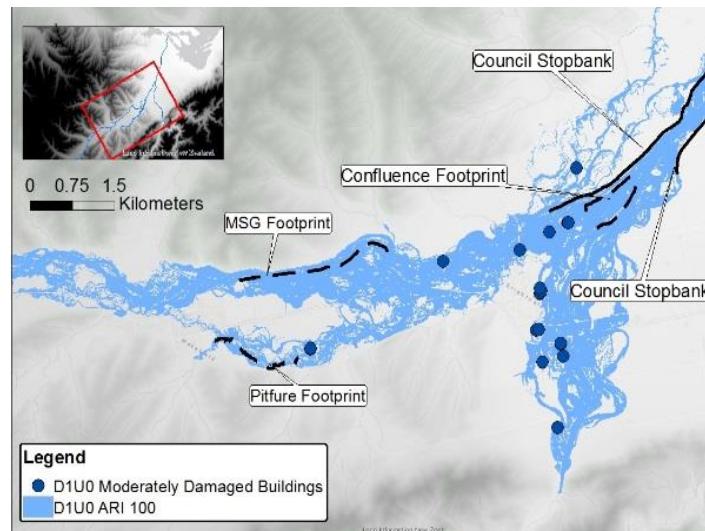 Council Stopbank
Confluence Footprint
0 0.75 1.5
Kilometers
MSG Footprint
Council Stopbank
Pitfure Footprint
Legend
D1U0 Moderately Damaged Buildings
D1U0 ARI 100